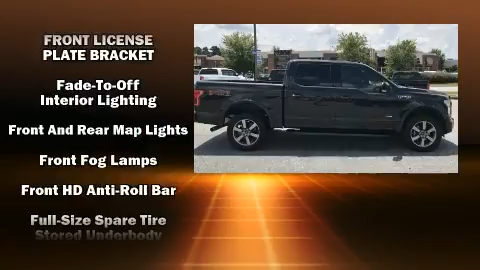 FRONT LICENSE
PLATE BRACKET
Fade-To-Off
Interior Lighting
Front And Rear Map Lights
Front Fog Lamps
Front HD Anti-Roll Bar
Full-Size Spare Tire
Stored Underbody